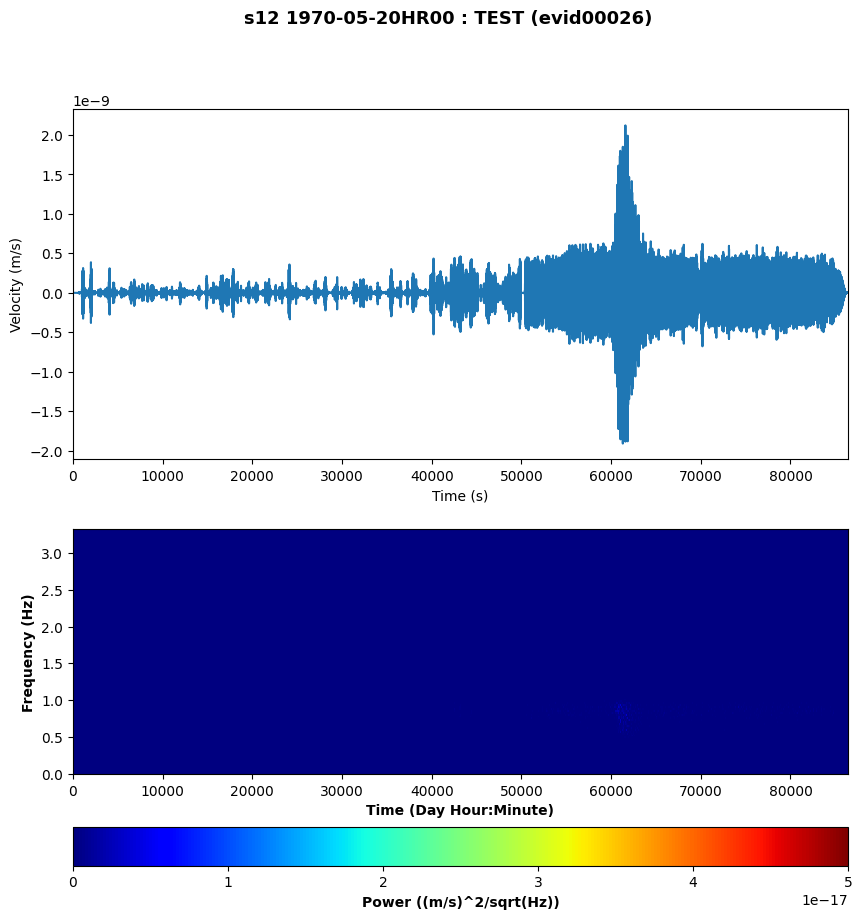 s12 1970-05-20HR00 : TEST (evid00026)
1e−9
2.0
1.5
1.0
0.5
0.0
−0.5
−1.0
−1.5
−2.0
Velocity (m/s)
0 10000 20000 30000 40000 50000 60000 70000 80000
Time (s)
3.0
2.5
2.0
1.5
1.0
0.5
0.0
Frequency (Hz)
0 10000 20000 30000 40000 50000 60000 70000 80000
Time (Day Hour:Minute)
0 1 2 3 4 5
1e−17
Power ((m/s)^2/sqrt(Hz))